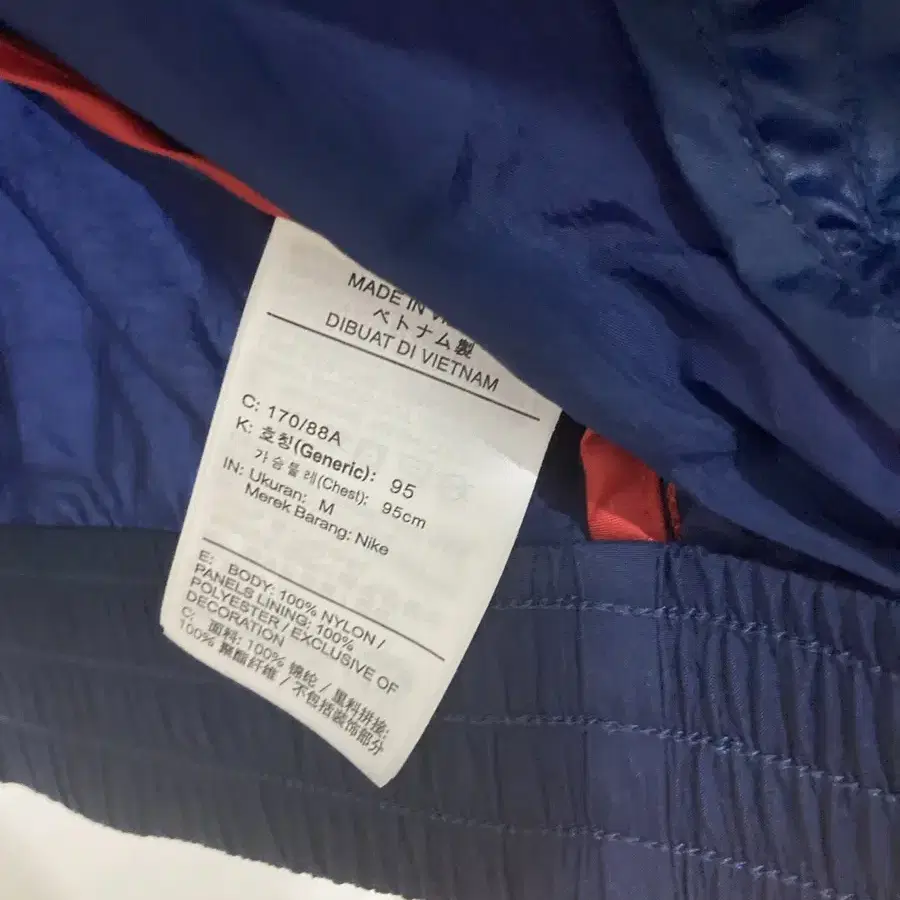 MADE IN
ベトナム製
DIBUAT DI VIETNAM
C: 170/88A
K: 호칭(Generic): 95
가슴둘레(Chest): 95cm
IN: Ukuran: M
Merek Barang: Nike
E: BODY: 100% NYLON /
PANELS LINING: 100%
POLYESTER / EXCLUSIVE OF
DECORATION
C: 面料: 100% 锦纶 / 里料拼接:
100% 聚酯纤维 / 不包括装饰部分